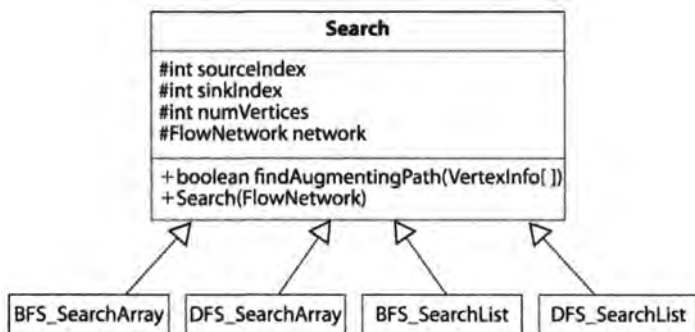 Search
#int sourceIndex
#int sinkIndex
#int numVertices
#FlowNetwork network
+boolean findAugmentingPath(VertexInfo[ ])
+Search(FlowNetwork)
BFS_SearchArray DFS_SearchArray BFS_SearchList DFS_SearchList